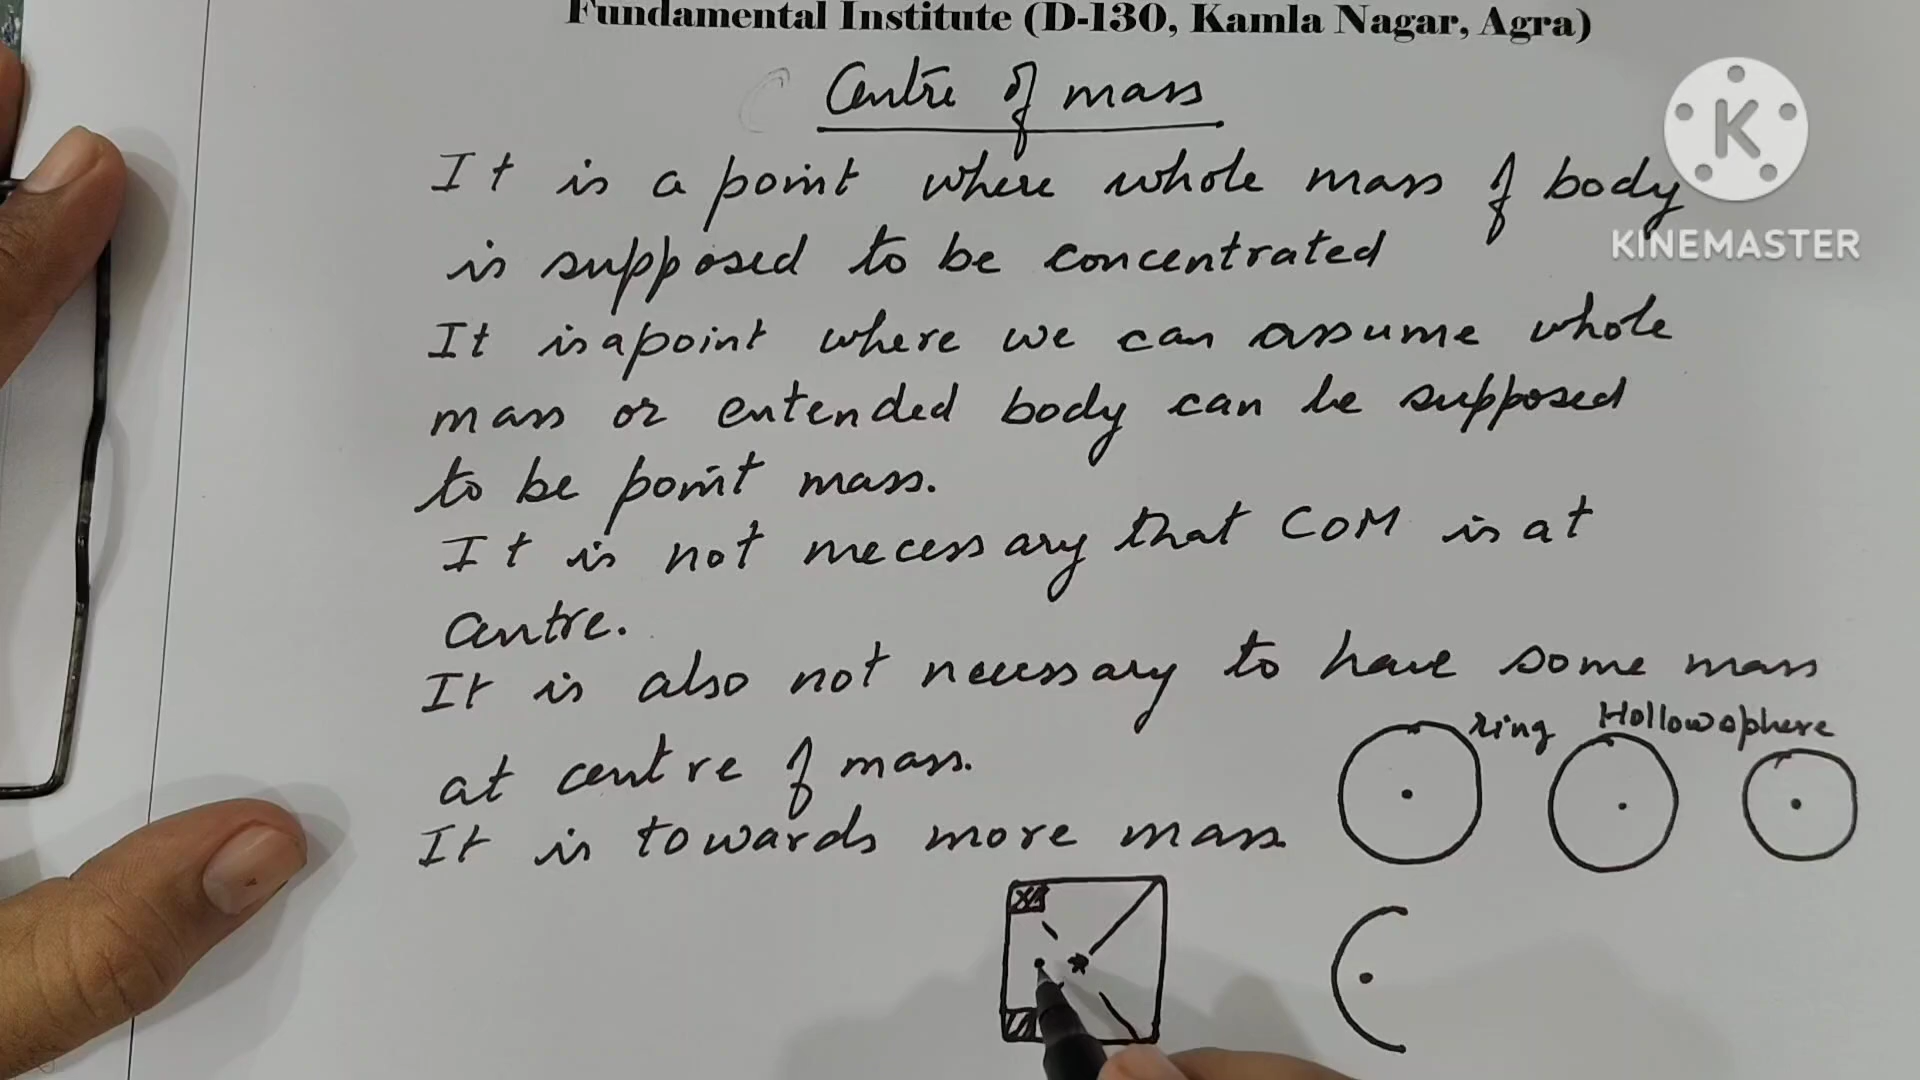 Fundamental Institute (D-130, Kamla Nagar, Agra)
Centre of mass
It is a point where whole mass of body
is supposed to be concentrated
It is a point where we can assume whole
mass or extended body can be supposed
to be point mass.
It is not necessary that COM is at
centre.
It is also not necessary to have some mass
at centre of mass.
ring Hollow sphere
It is towards more mass
K
KINEMASTER